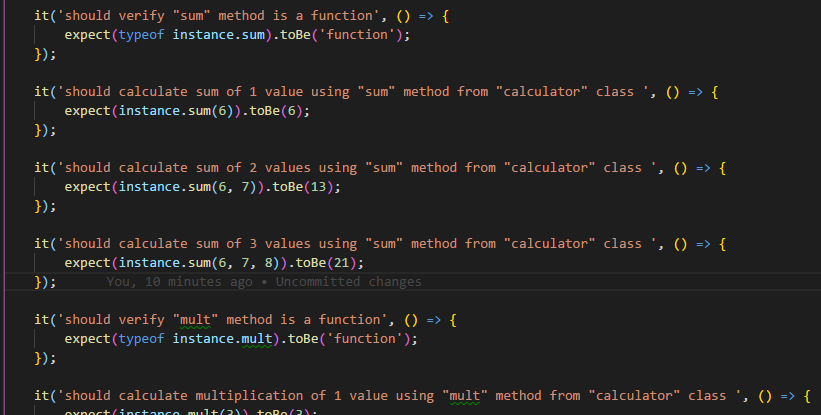 it('should verify "sum" method is a function', () => {
expect(typeof instance.sum).toBe('function');
});
it('should calculate sum of 1 value using "sum" method from "calculator" class ', () => {
expect(instance.sum(6)).toBe(6);
});
it('should calculate sum of 2 values using "sum" method from "calculator" class ', () => {
expect(instance.sum(6, 7)).toBe(13);
});
it('should calculate sum of 3 values using "sum" method from "calculator" class ', () => {
expect(instance.sum(6, 7, 8)).toBe(21);
}); You, 10 minutes ago • Uncommitted changes
it('should verify "mult" method is a function', () => {
expect(typeof instance.mult).toBe('function');
});
it('should calculate multiplication of 1 value using "mult" method from "calculator" class ', () => {
expect(instance.mult(3)).toBe(3);